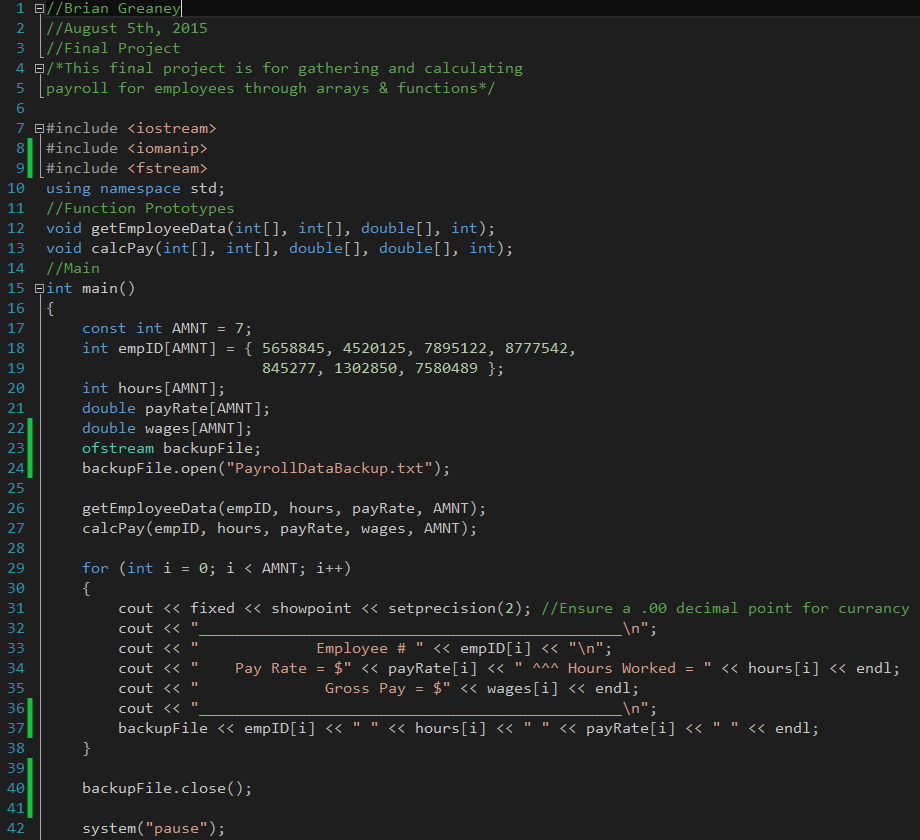 1 //Brian Greaney
2 //August 5th, 2015
3 //Final Project
4 /*This final project is for gathering and calculating
5 payroll for employees through arrays & functions*/
6
7 #include <iostream>
8 #include <iomanip>
9 #include <fstream>
10 using namespace std;
11 //Function Prototypes
12 void getEmployeeData(int[], int[], double[], int);
13 void calcPay(int[], int[], double[], double[], int);
14 //Main
15 int main()
16 {
17     const int AMNT = 7;
18     int empID[AMNT] = { 5658845, 4520125, 7895122, 8777542,
19                         845277, 1302850, 7580489 };
20     int hours[AMNT];
21     double payRate[AMNT];
22     double wages[AMNT];
23     ofstream backupFile;
24     backupFile.open("PayrollDataBackup.txt");
25
26     getEmployeeData(empID, hours, payRate, AMNT);
27     calcPay(empID, hours, payRate, wages, AMNT);
28
29     for (int i = 0; i < AMNT; i++)
30     {
31         cout << fixed << showpoint << setprecision(2); //Ensure a .00 decimal point for currancy
32         cout << "_______________________________________________\n";
33         cout << "             Employee # " << empID[i] << "\n";
34         cout << "    Pay Rate = $" << payRate[i] << " ^^^ Hours Worked = " << hours[i] << endl;
35         cout << "              Gross Pay = $" << wages[i] << endl;
36         cout << "_______________________________________________\n";
37         backupFile << empID[i] << " " << hours[i] << " " << payRate[i] << " " << endl;
38     }
39
40     backupFile.close();
41
42     system("pause");